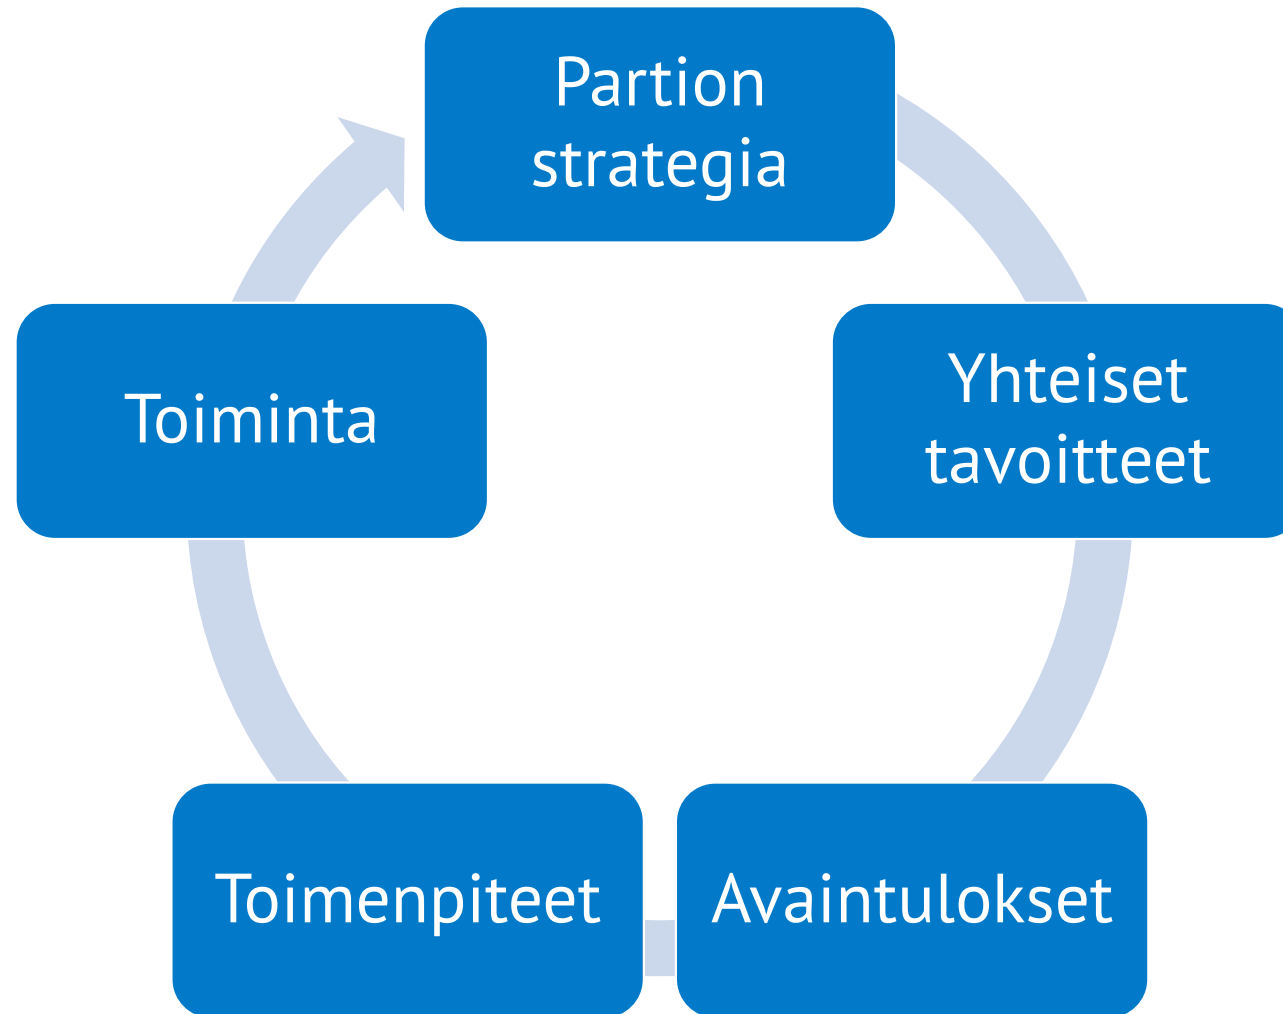 Partion
strategia
Yhteiset
tavoitteet
Avaintulokset
Toimenpiteet
Toiminta